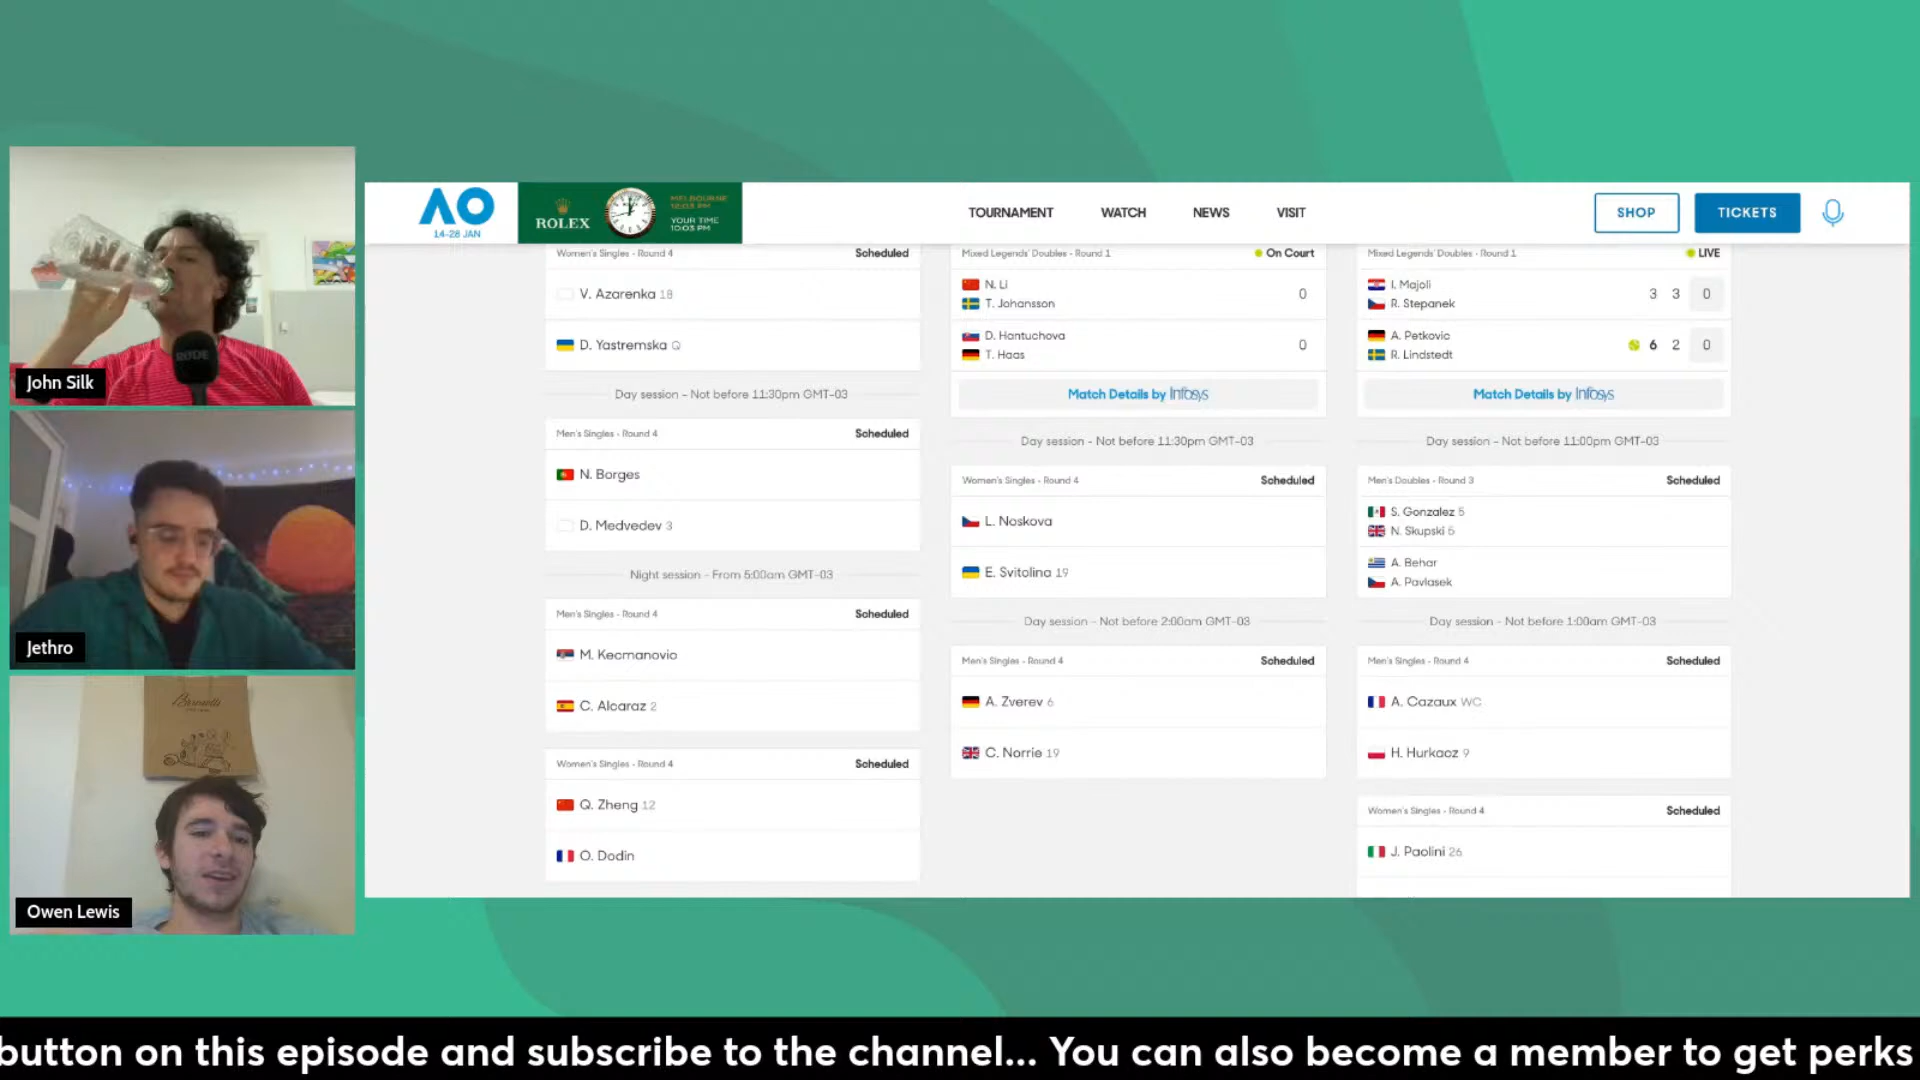 AO
14-28 JAN
ROLEX
MELBOURNE
12:03 PM
YOUR TIME
10:03 PM
TOURNAMENT
WATCH
NEWS
VISIT
SHOP
TICKETS
Women's Singles - Round 4 Scheduled
V. Azarenka 18
D. Yastremska Q
Day session - Not before 11:30pm GMT-03
Men's Singles - Round 4 Scheduled
N. Borges
D. Medvedev 3
Night session - From 5:00am GMT-03
Men's Singles - Round 4 Scheduled
M. Kecmanovic
C. Alcaraz 2
Women's Singles - Round 4 Scheduled
Q. Zheng 12
O. Dodin
Mixed Legends' Doubles - Round 1 On Court
N. Li
T. Johansson
0
D. Hantuchova
T. Haas
0
Match Details by Infosys
Day session - Not before 11:30pm GMT-03
Women's Singles - Round 4 Scheduled
L. Noskova
E. Svitolina 19
Day session - Not before 2:00am GMT-03
Men's Singles - Round 4 Scheduled
A. Zverev 6
C. Norrie 19
Mixed Legends' Doubles - Round 1 LIVE
I. Majoli
R. Stepanek
3 3 0
A. Petkovic
R. Lindstedt
6 2 0
Match Details by Infosys
Day session - Not before 11:00pm GMT-03
Men's Doubles - Round 3 Scheduled
S. Gonzalez 5
N. Skupski 5
A. Behar
A. Pavlasek
Day session - Not before 1:00am GMT-03
Men's Singles - Round 4 Scheduled
A. Cazaux WC
H. Hurkacz 9
Women's Singles - Round 4 Scheduled
J. Paolini 26
RØDE
John Silk
Jethro
Owen Lewis
button on this episode and subscribe to the channel... You can also become a member to get perks